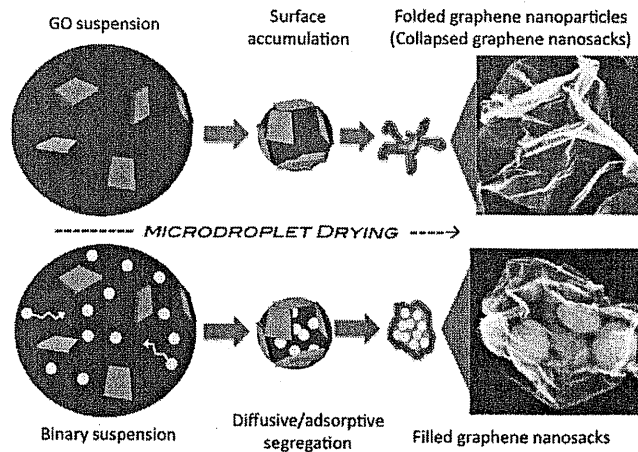 GO suspension
Surface
accumulation
Folded graphene nanoparticles
(Collapsed graphene nanosacks)
MICRODROPLET DRYING
Binary suspension
Diffusive/adsorptive
segregation
Filled graphene nanosacks